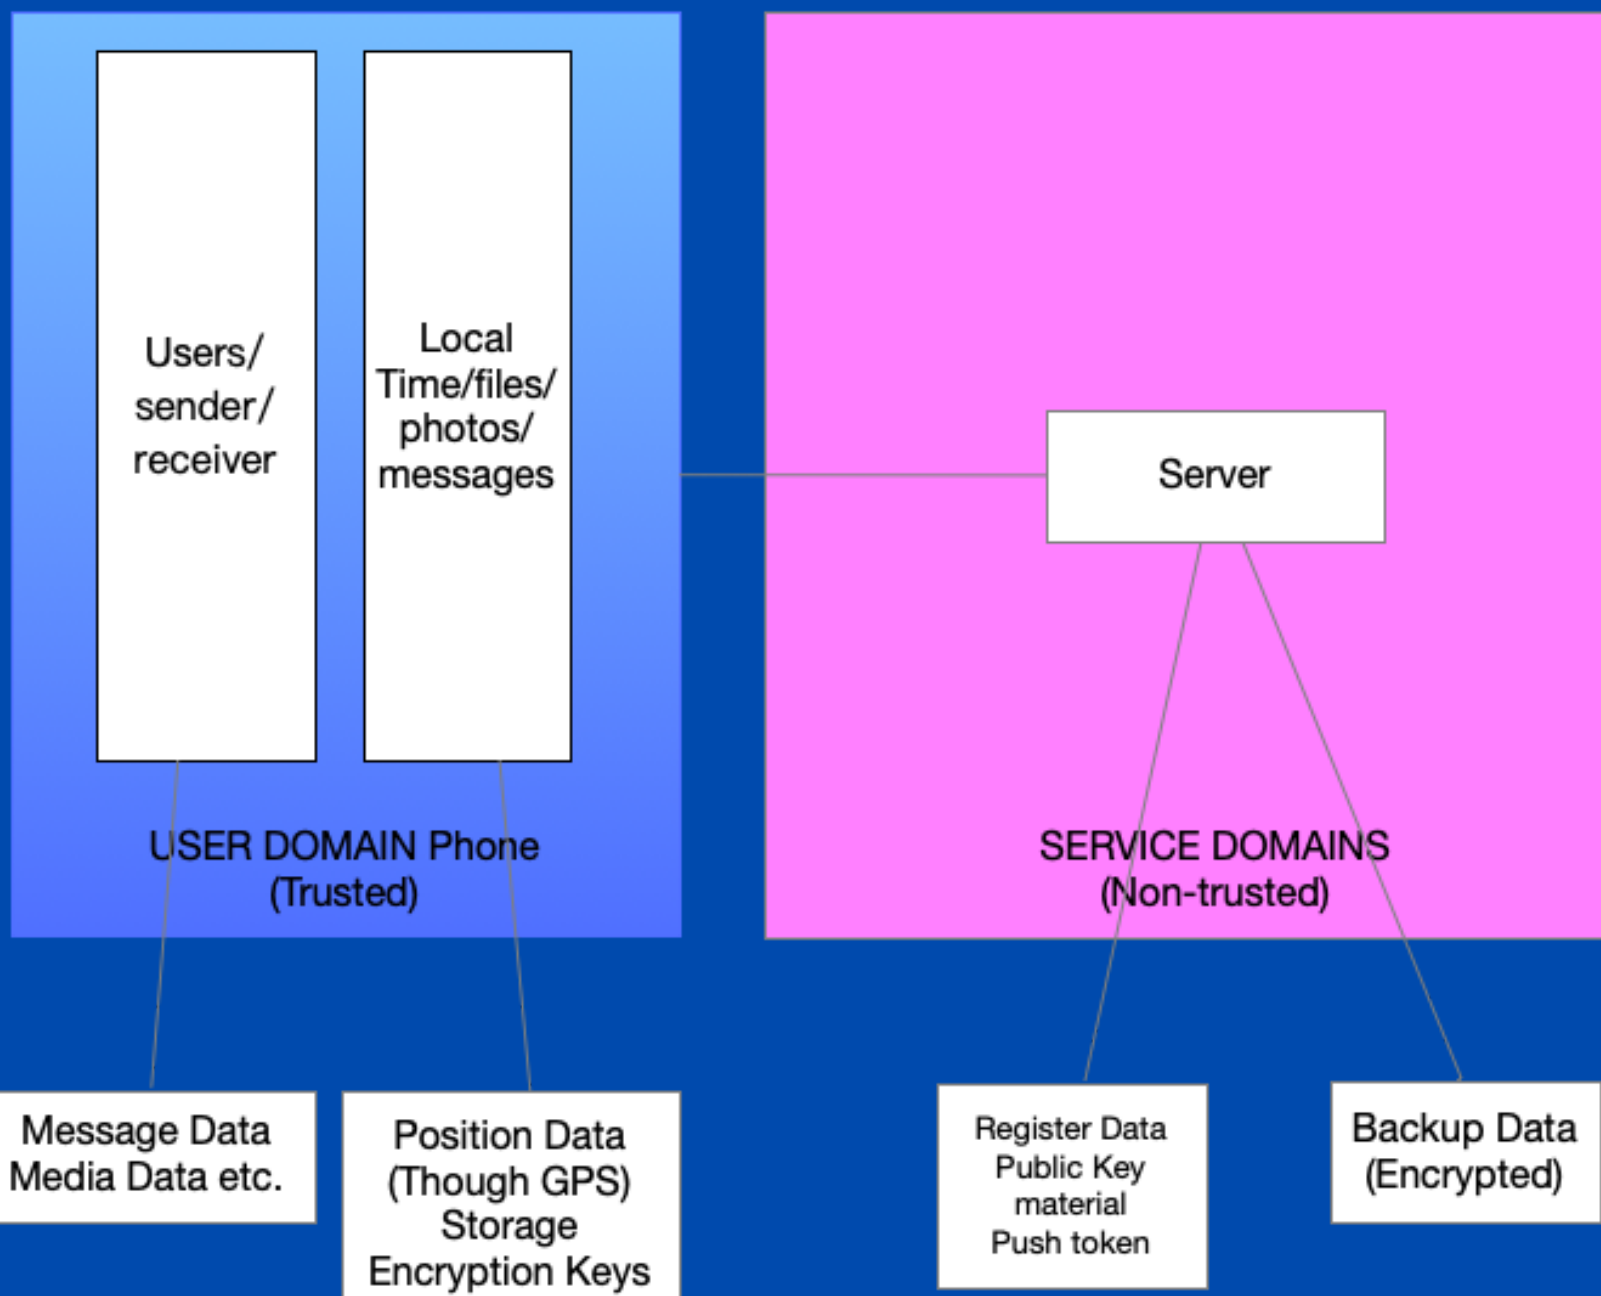 Users/
sender/
receiver
Local
Time/files/
photos/
messages
Server
USER DOMAIN Phone
(Trusted)
SERVICE DOMAINS
(Non-trusted)
Message Data
Media Data etc.
Position Data
(Though GPS)
Storage
Encryption Keys
Register Data
Public Key
material
Push token
Backup Data
(Encrypted)